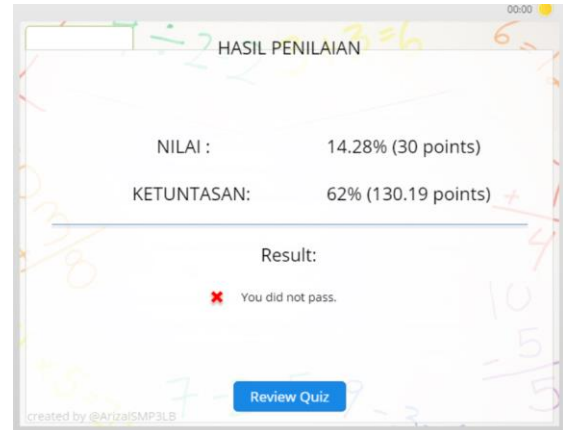 00:00
HASIL PENILAIAN
NILAI : 14.28% (30 points)
KETUNTASAN: 62% (130.19 points)
Result:
You did not pass.
Review Quiz
created by @ArizalSMP3LB